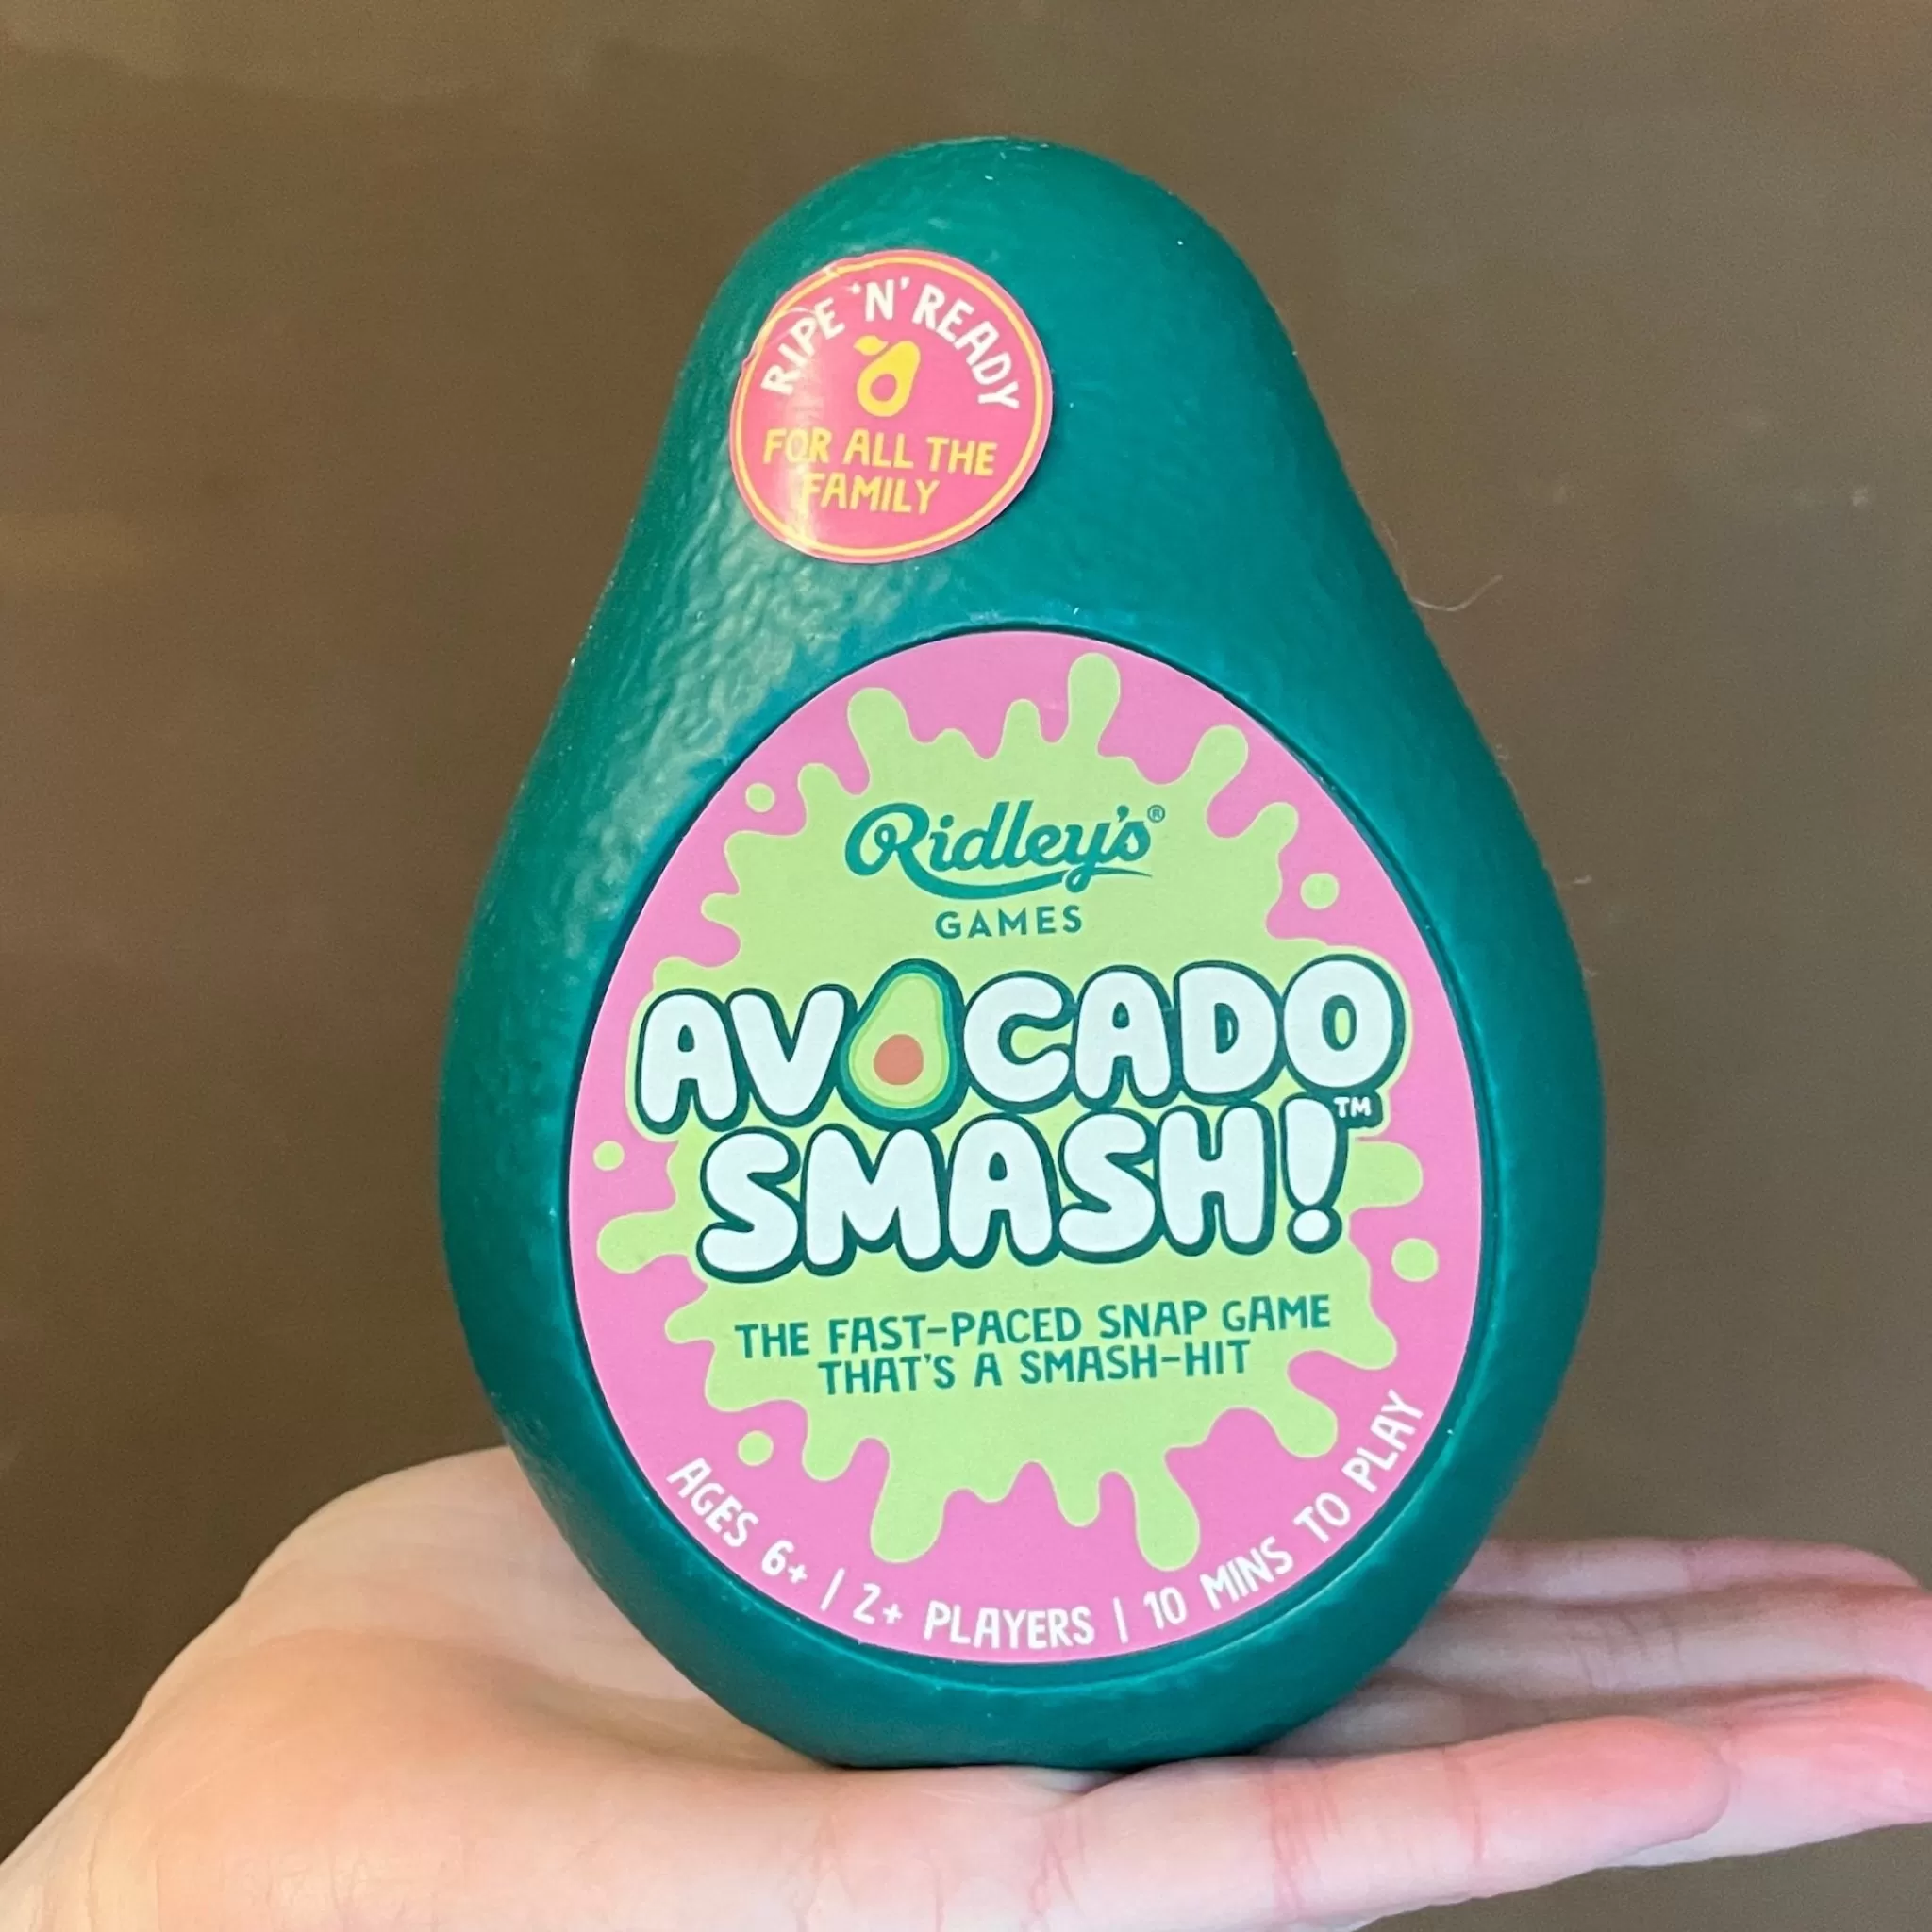 RIPE 'N' READY
FOR ALL THE
FAMILY
Ridley's®
GAMES
AVOCADO
SMASH!™
THE FAST-PACED SNAP GAME
THAT'S A SMASH-HIT
AGES 6+ | 2+ PLAYERS | 10 MINS TO PLAY